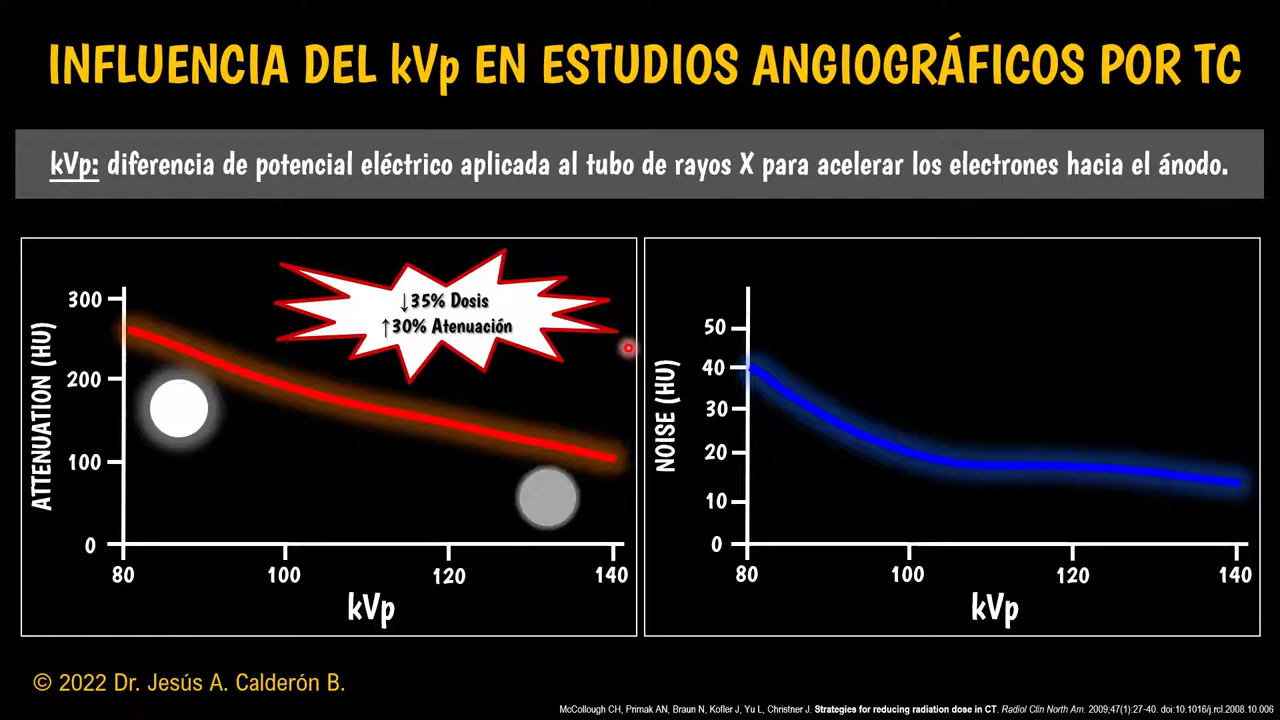 INFLUENCIA DEL kVp EN ESTUDIOS ANGIOGRÁFICOS POR TC
kVp: diferencia de potencial eléctrico aplicada al tubo de rayos X para acelerar los electrones hacia el ánodo.
↓35% Dosis
↑30% Atenuación
ATTENUATION (HU)
300
200
100
0
80
100
120
140
kVp
NOISE (HU)
50
40
30
20
10
0
80
100
120
140
kVp
© 2022 Dr. Jesús A. Calderón B.
McCollough CH, Primak AN, Braun N, Kofler J, Yu L, Christner J. Strategies for reducing radiation dose in CT. Radiol Clin North Am. 2009;47(1):27-40. doi:10.1016/j.rcl.2008.10.006